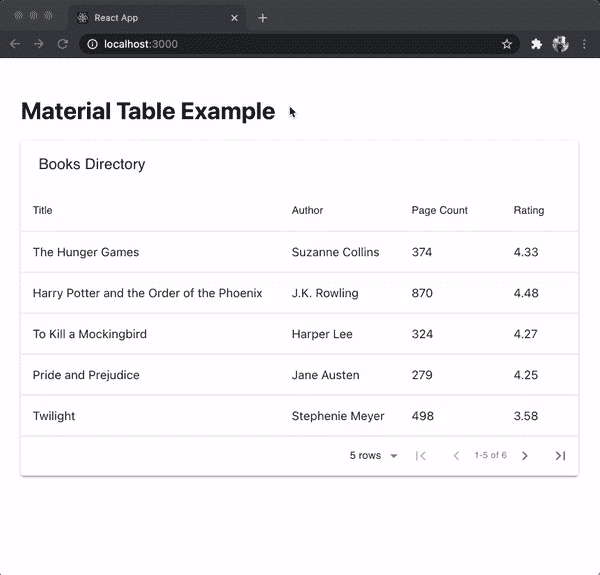 React App
localhost:3000
Material Table Example
Books Directory
Title Author Page Count Rating
The Hunger Games Suzanne Collins 374 4.33
Harry Potter and the Order of the Phoenix J.K. Rowling 870 4.48
To Kill a Mockingbird Harper Lee 324 4.27
Pride and Prejudice Jane Austen 279 4.25
Twilight Stephenie Meyer 498 3.58
5 rows 1-5 of 6